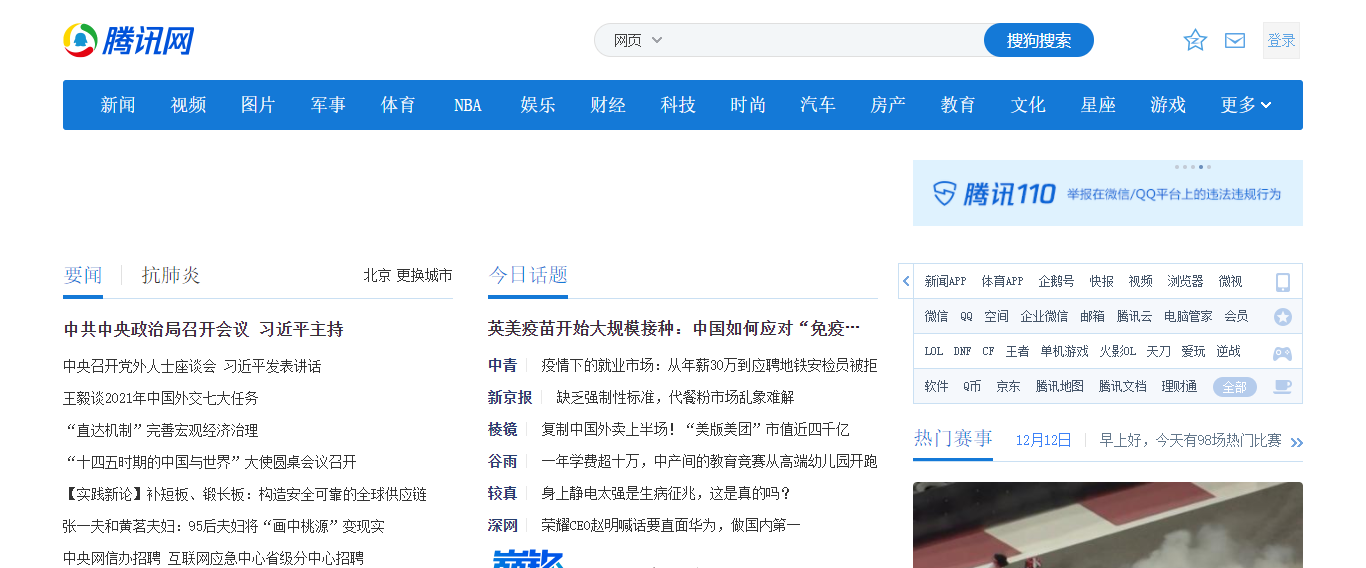 腾讯网
网页 搜狗搜索 登录
新闻 视频 图片 军事 体育 NBA 娱乐 财经 科技 时尚 汽车 房产 教育 文化 星座 游戏 更多
腾讯110 举报在微信/QQ平台上的违法违规行为
要闻 抗肺炎 北京 更换城市
中共中央政治局召开会议 习近平主持
中央召开党外人士座谈会 习近平发表讲话
王毅谈2021年中国外交七大任务
“直达机制”完善宏观经济治理
“十四五时期的中国与世界”大使圆桌会议召开
【实践新论】补短板、锻长板：构造安全可靠的全球供应链
张一夫和黄茗夫妇：95后夫妇将“画中桃源”变现实
中央网信办招聘 互联网应急中心省级分中心招聘
今日话题
英美疫苗开始大规模接种：中国如何应对“免疫…
中青 疫情下的就业市场：从年薪30万到应聘地铁安检员被拒
新京报 缺乏强制性标准，代餐粉市场乱象难解
棱镜 复制中国外卖上半场！“美版美团”市值近四千亿
谷雨 一年学费超十万，中产间的教育竞赛从高端幼儿园开跑
较真 身上静电太强是生病征兆，这是真的吗？
深网 荣耀CEO赵明喊话要直面华为，做国内第一
新闻APP 体育APP 企鹅号 快报 视频 浏览器 微视
微信 QQ 空间 企业微信 邮箱 腾讯云 电脑管家 会员
LOL DNF CF 王者 单机游戏 火影OL 天刀 爱玩 逆战
软件 Q币 京东 腾讯地图 腾讯文档 理财通 全部
热门赛事 12月12日 早上好，今天有98场热门比赛